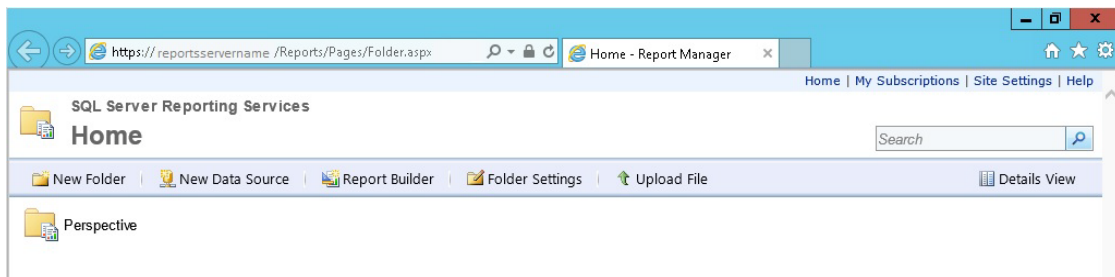 https:// reportsservername /Reports/Pages/Folder.aspx
Home - Report Manager
Home | My Subscriptions | Site Settings | Help
SQL Server Reporting Services
Home
Search
New Folder | New Data Source | Report Builder | Folder Settings | Upload File
Details View
Perspective